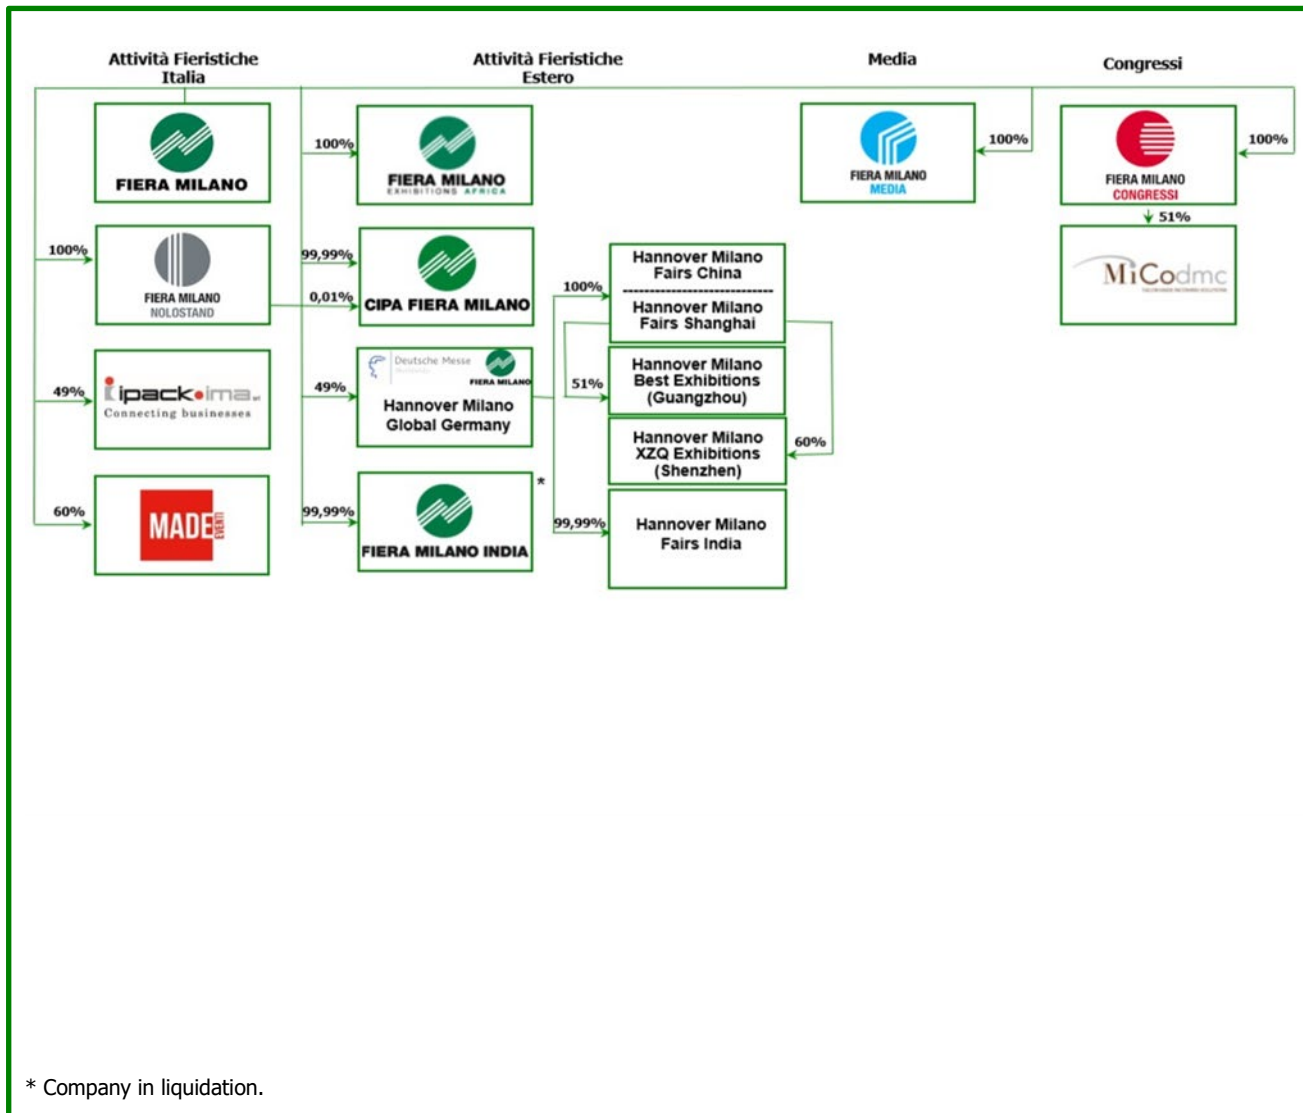 Attività Fieristiche
Italia
Attività Fieristiche
Estero
Media
Congressi
FIERA MILANO
100%
FIERA MILANO
EXHIBITIONS AFRICA
FIERA MILANO
MEDIA
100%
FIERA MILANO
CONGRESSI
100%
51%
MiCodmc
100%
FIERA MILANO
NOLOSTAND
99,99%
0,01%
CIPA FIERA MILANO
100%
Hannover Milano
Fairs China
Hannover Milano
Fairs Shanghai
49%
ipack•ima srl
Connecting businesses
49%
Deutsche Messe
FIERA MILANO
Hannover Milano
Global Germany
51%
Hannover Milano
Best Exhibitions
(Guangzhou)
Hannover Milano
XZQ Exhibitions
(Shenzhen)
60%
60%
MADE
EVENTI
99,99%
FIERA MILANO INDIA
*
99,99%
Hannover Milano
Fairs India
* Company in liquidation.